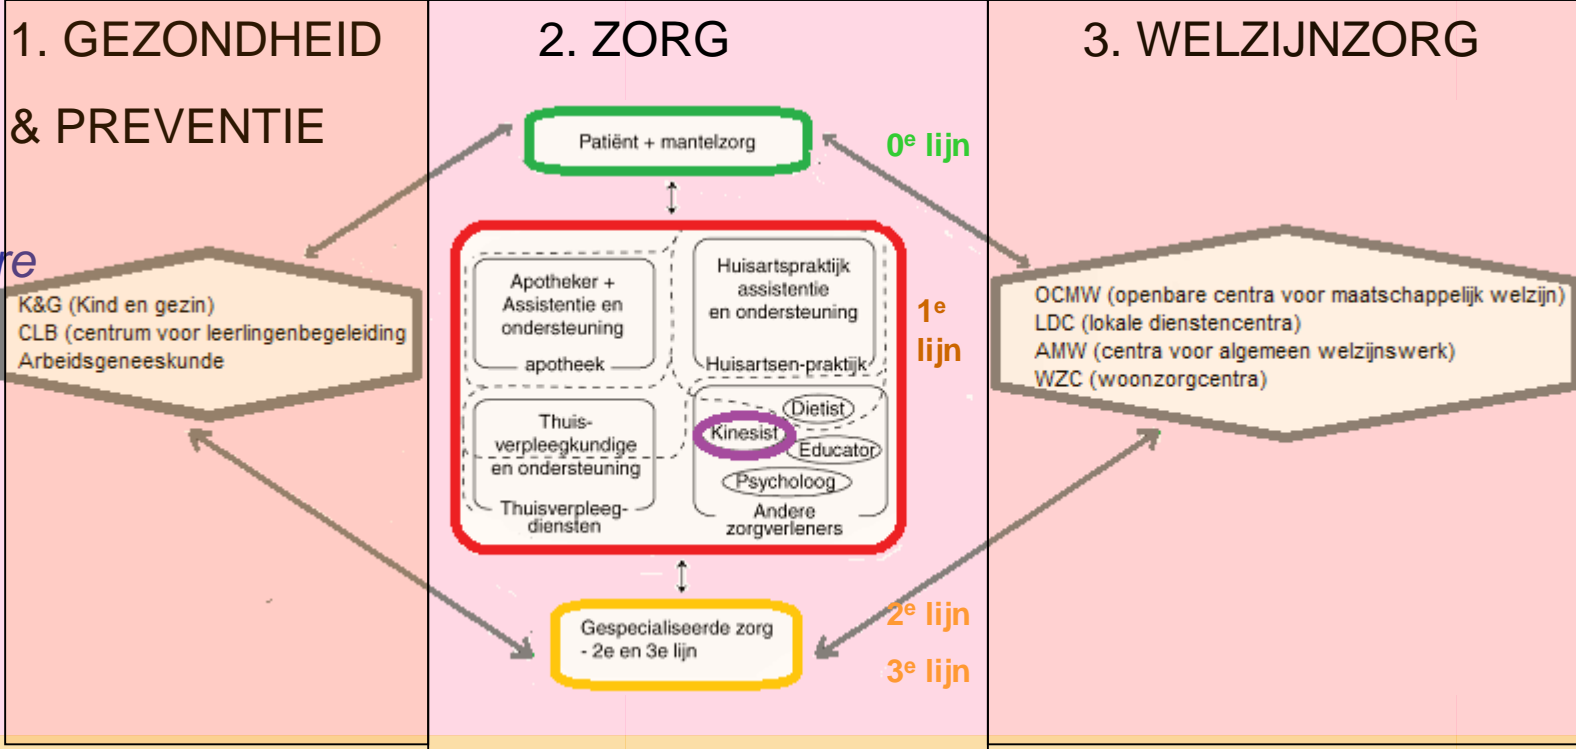 1. GEZONDHEID
& PREVENTIE
re
K&G (Kind en gezin)
CLB (centrum voor leerlingenbegeleiding
Arbeidsgeneeskunde
2. ZORG
Patiënt + mantelzorg
0e lijn
Apotheker +
Assistentie en
ondersteuning
apotheek
Huisartspraktijk
assistentie
en ondersteuning
Huisartsen-praktijk
1e
lijn
Thuis-
verpleegkundige
en ondersteuning
Thuisverpleeg-
diensten
Dietist
Kinesist
Educator
Psycholoog
Andere
zorgverleners
Gespecialiseerde zorg
- 2e en 3e lijn
2e lijn
3e lijn
3. WELZIJNZORG
OCMW (openbare centra voor maatschappelijk welzijn)
LDC (lokale dienstencentra)
AMW (centra voor algemeen welzijnswerk)
WZC (woonzorgcentra)